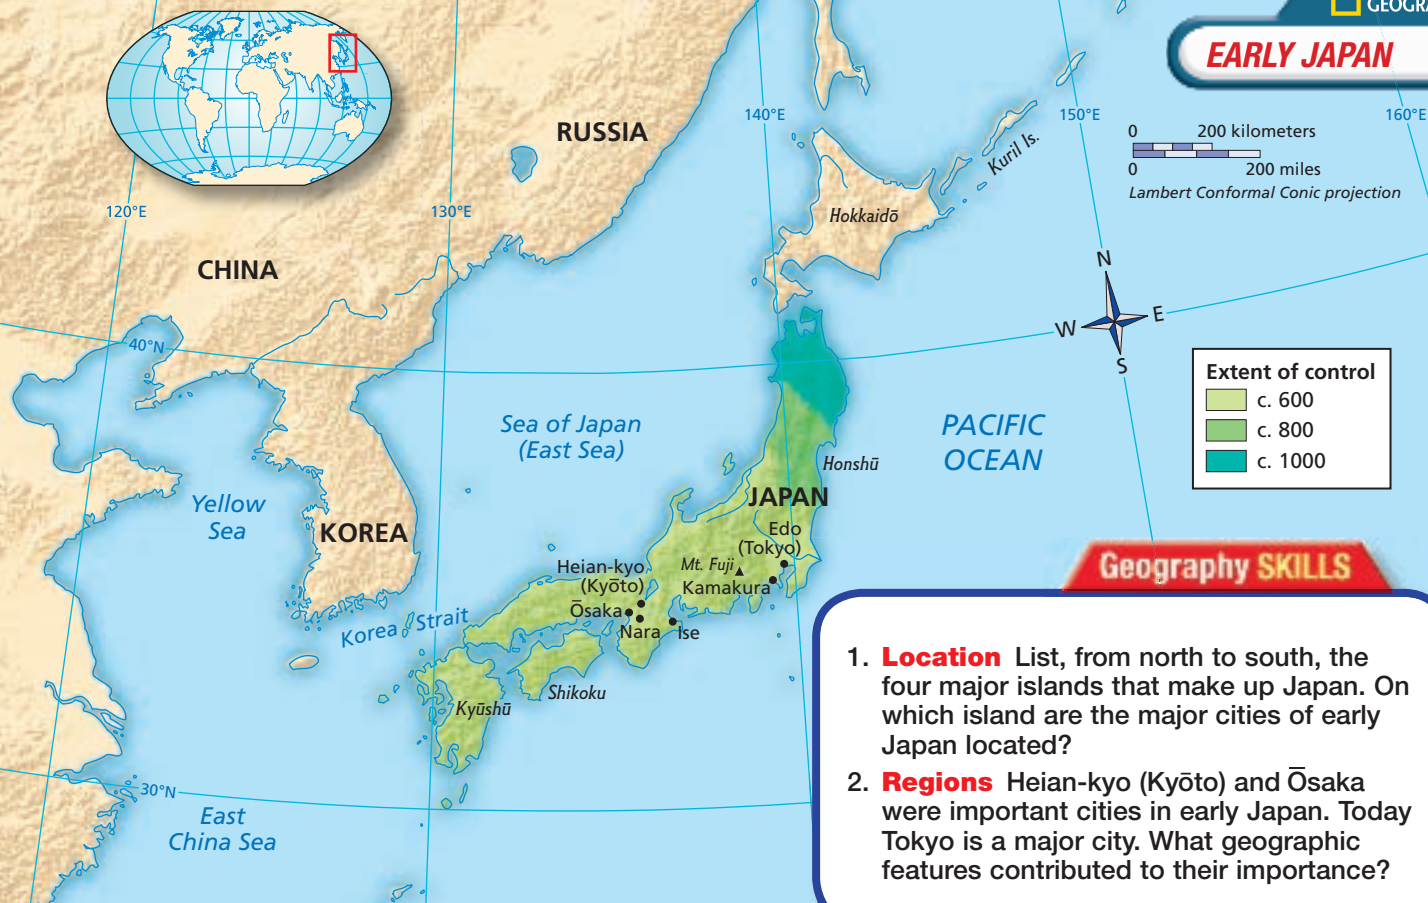 EARLY JAPAN
140°E
150°E
160°E
0 200 kilometers
0 200 miles
Lambert Conformal Conic projection
RUSSIA
Kuril Is.
120°E
130°E
Hokkaidō
CHINA
N
W E
S
40°N
Extent of control
c. 600
c. 800
c. 1000
Sea of Japan
(East Sea)
PACIFIC
OCEAN
Honshū
Yellow
Sea
KOREA
JAPAN
Edo
(Tokyo)
Mt. Fuji
Kamakura
Heian-kyo
(Kyōto)
Ōsaka
Nara
Ise
Korea Strait
Shikoku
Kyūshū
30°N
East
China Sea
Geography SKILLS
1. Location List, from north to south, the
four major islands that make up Japan. On
which island are the major cities of early
Japan located?
2. Regions Heian-kyo (Kyōto) and Ōsaka
were important cities in early Japan. Today
Tokyo is a major city. What geographic
features contributed to their importance?